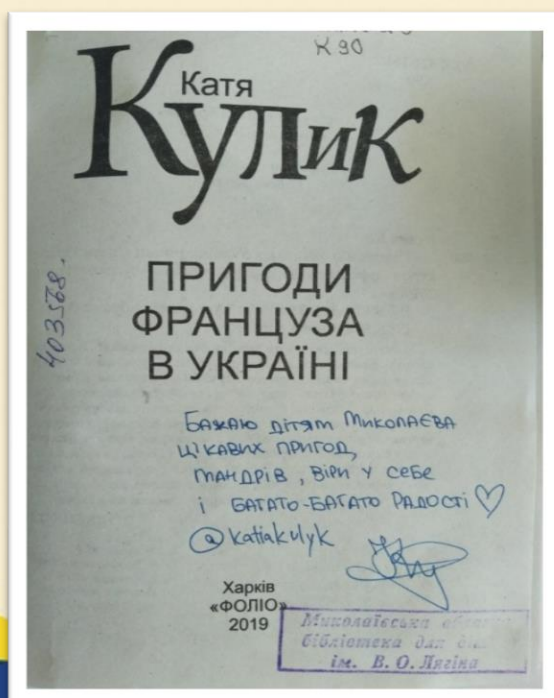 К 90
Катя
Кулик
403568.
ПРИГОДИ
ФРАНЦУЗА
В УКРАЇНІ
Бажаю дітям Миколаєва
цікавих пригод,
мандрів, віри у себе
і багато-багато радості ♡
@katiakulyk
Харків
«ФОЛІО»
2019
Миколаївська
бібліотека для
ім. В. О. Лягіна